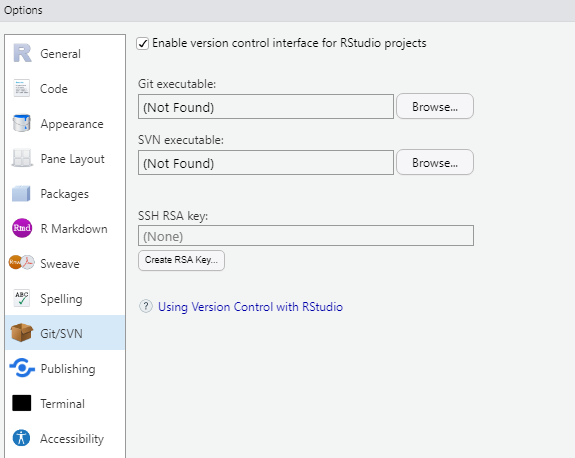 Options
General
Code
Appearance
Pane Layout
Packages
Rmd R Markdown
Sweave
ABC Spelling
Git/SVN
Publishing
Terminal
Accessibility
Enable version control interface for RStudio projects
Git executable:
(Not Found) Browse...
SVN executable:
(Not Found) Browse...
SSH RSA key:
(None)
Create RSA Key...
? Using Version Control with RStudio